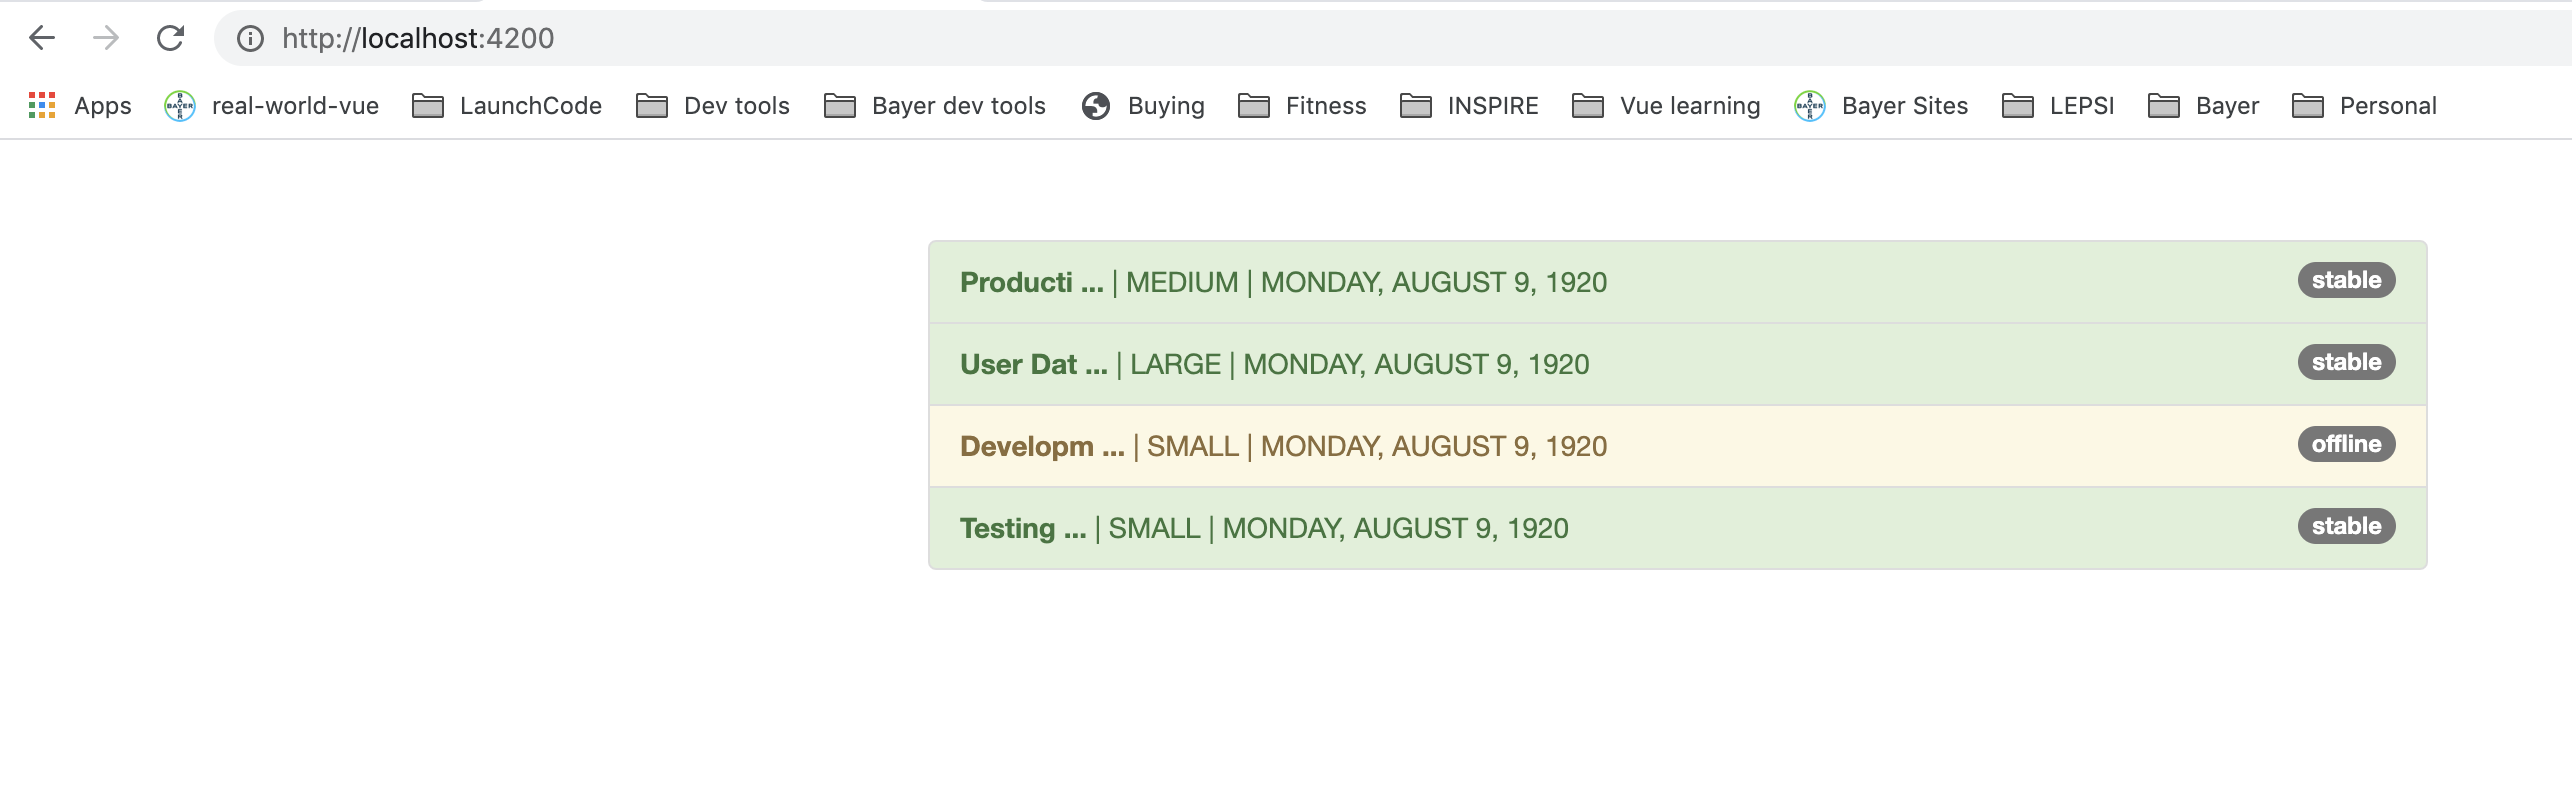 http://localhost:4200
Apps real-world-vue LaunchCode Dev tools Bayer dev tools Buying Fitness INSPIRE Vue learning Bayer Sites LEPSI Bayer Personal
Producti ... | MEDIUM | MONDAY, AUGUST 9, 1920 stable
User Dat ... | LARGE | MONDAY, AUGUST 9, 1920 stable
Developm ... | SMALL | MONDAY, AUGUST 9, 1920 offline
Testing ... | SMALL | MONDAY, AUGUST 9, 1920 stable